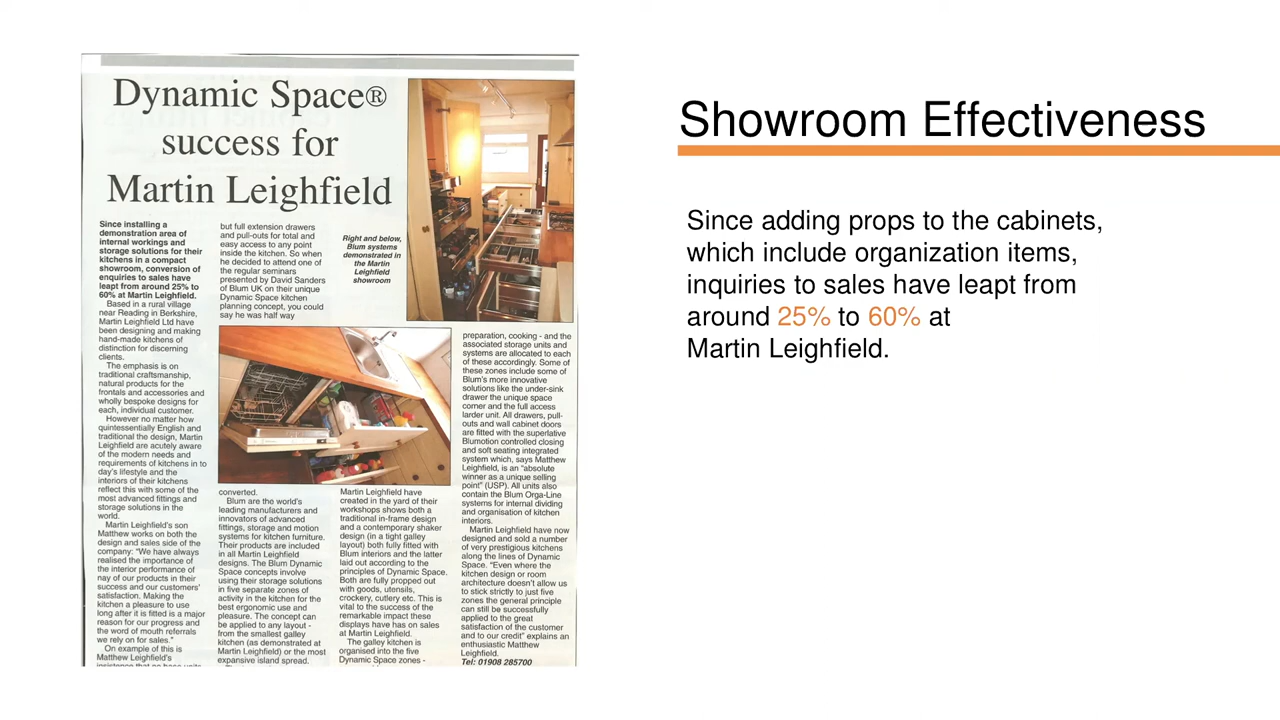 Dynamic Space®
success for
Martin Leighfield
Since installing a
demonstration area of
internal workings and
storage solutions for their
kitchens in a compact
showroom, conversion of
enquiries to sales have
leapt from around 25% to
60% at Martin Leighfield.
Based in a rural village
near Reading in Berkshire,
Martin Leighfield Ltd have
been designing and making
hand-made kitchens of
distinction for discerning
clients.
The emphasis is on
traditional craftsmanship,
natural products for the
frontals and accessories and
wholly bespoke designs for
each, individual customer.
However no matter how
quintessentially English and
traditional the design, Martin
Leighfield are acutely aware
of the modern needs and
requirements of kitchens in to
day's lifestyle and the
interiors of their kitchens
reflect this with some of the
most advanced fittings and
storage solutions in the
world.
Martin Leighfield's son
Matthew works on both the
design and sales side of the
company: "We have always
realised the importance of
the interior performance of
nay of our products in their
success and our customers'
satisfaction. Making the
kitchen a pleasure to use
long after it is fitted is a major
reason for our progress and
the word of mouth referrals
we rely on for sales."
On example of this is
Matthew Leighfield's
insistence that no base units
but full extension drawers
and pull-outs for total and
easy access to any point
inside the kitchen. So when
he decided to attend one of
the regular seminars
presented by David Sanders
of Blum UK on their unique
Dynamic Space kitchen
planning concept, you could
say he was half way
converted.
Blum are the world's
leading manufacturers and
innovators of advanced
fittings, storage and motion
systems for kitchen furniture.
Their products are included
in all Martin Leighfield
designs. The Blum Dynamic
Space concepts involve
using their storage solutions
in five separate zones of
activity in the kitchen for the
best ergonomic use and
pleasure. The concept can
be applied to any layout -
from the smallest galley
kitchen (as demonstrated at
Martin Leighfield) or the most
expansive island spread.
Right and below,
Blum systems
demonstrated in
the Martin
Leighfield
showroom
Martin Leighfield have
created in the yard of their
workshops shows both a
traditional in-frame design
and a contemporary shaker
design (in a tight galley
layout) both fully fitted with
Blum interiors and the latter
laid out according to the
principles of Dynamic Space.
Both are fully propped out
with goods, utensils,
crockery, cutlery etc. This is
vital to the success of the
remarkable impact these
displays have has on sales
at Martin Leighfield.
The galley kitchen is
organised into the five
Dynamic Space zones -
preparation, cooking - and the
associated storage units and
systems are allocated to each
of these accordingly. Some of
these zones include some of
Blum's more innovative
solutions like the under-sink
drawer the unique space
corner and the full access
larder unit. All drawers, pull-
outs and wall cabinet doors
are fitted with the superlative
Blumotion controlled closing
and soft seating integrated
system which, says Matthew
Leighfield, is an "absolute
winner as a unique selling
point" (USP). All units also
contain the Blum Orga-Line
systems for internal dividing
and organisation of kitchen
interiors.
Martin Leighfield have now
designed and sold a number
of very prestigious kitchens
along the lines of Dynamic
Space. "Even where the
kitchen design or room
architecture doesn't allow us
to stick strictly to just five
zones the general principle
can still be successfully
applied to the great
satisfaction of the customer
and to our credit" explains an
enthusiastic Matthew
Leighfield.
Tel: 01908 285700
Showroom Effectiveness
Since adding props to the cabinets,
which include organization items,
inquiries to sales have leapt from
around 25% to 60% at
Martin Leighfield.